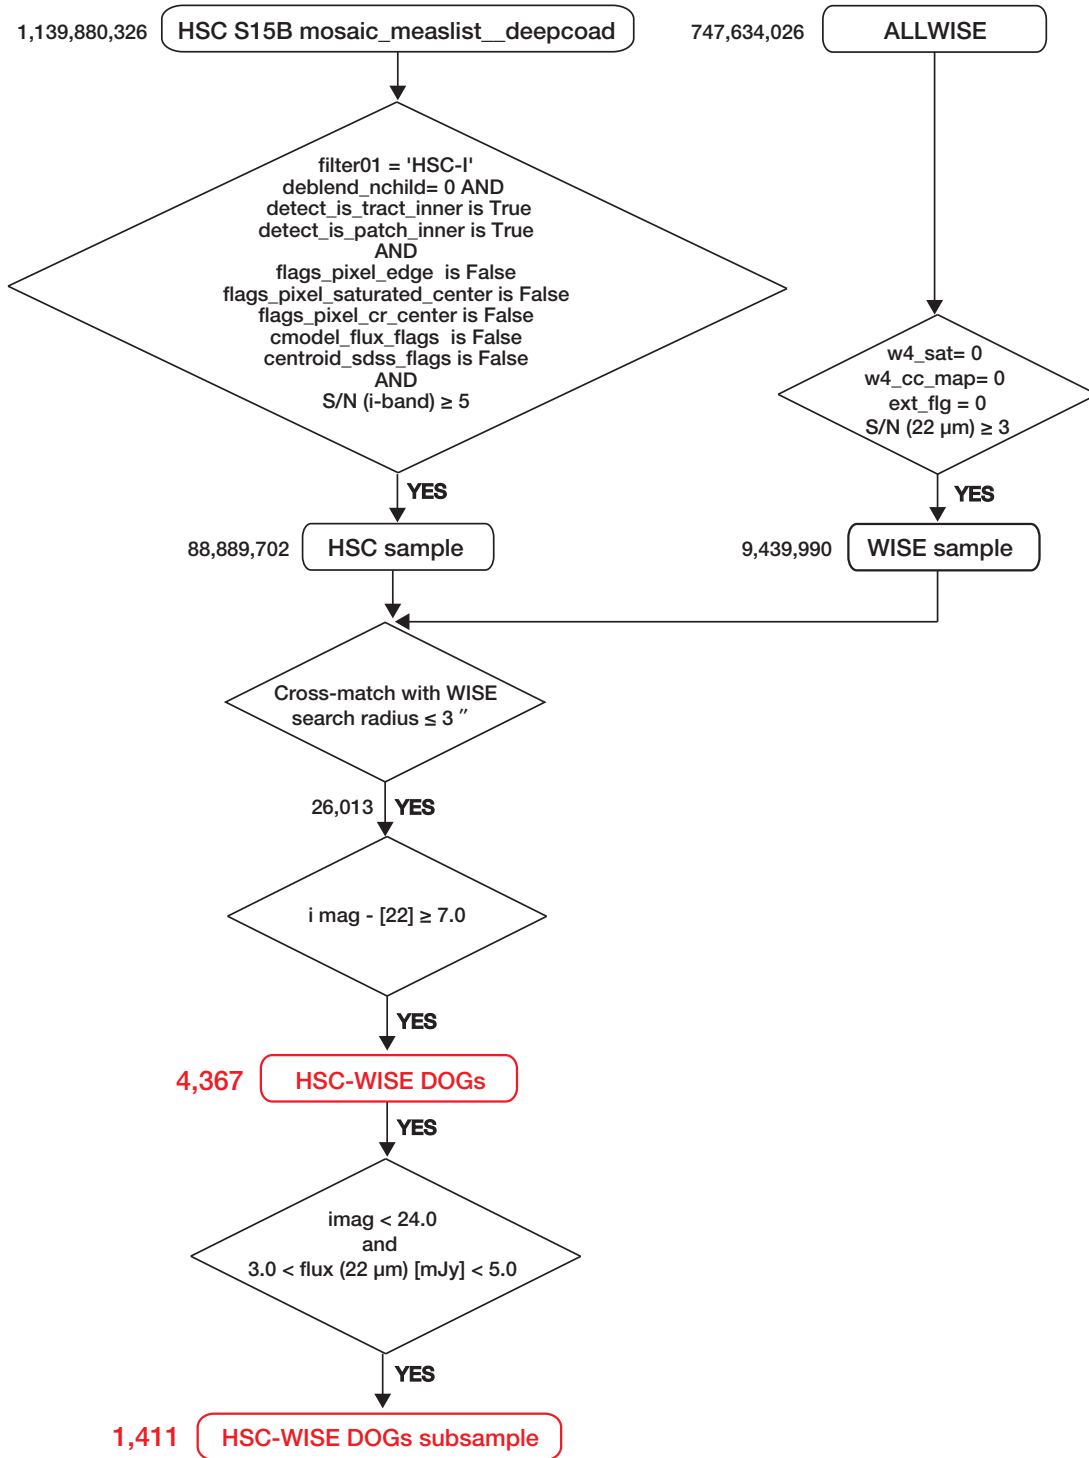 1,139,880,326 HSC S15B mosaic_measlist__deepcoad
747,634,026 ALLWISE
filter01 = 'HSC-I'
deblend_nchild= 0 AND
detect_is_tract_inner is True
detect_is_patch_inner is True
AND
flags_pixel_edge is False
flags_pixel_saturated_center is False
flags_pixel_cr_center is False
cmodel_flux_flags is False
centroid_sdss_flags is False
AND
S/N (i-band) ≥ 5
w4_sat= 0
w4_cc_map= 0
ext_flg = 0
S/N (22 µm) ≥ 3
YES
YES
88,889,702 HSC sample
9,439,990 WISE sample
Cross-match with WISE
search radius ≤ 3 ″
26,013 YES
i mag - [22] ≥ 7.0
YES
4,367 HSC-WISE DOGs
YES
imag < 24.0
and
3.0 < flux (22 µm) [mJy] < 5.0
YES
1,411 HSC-WISE DOGs subsample